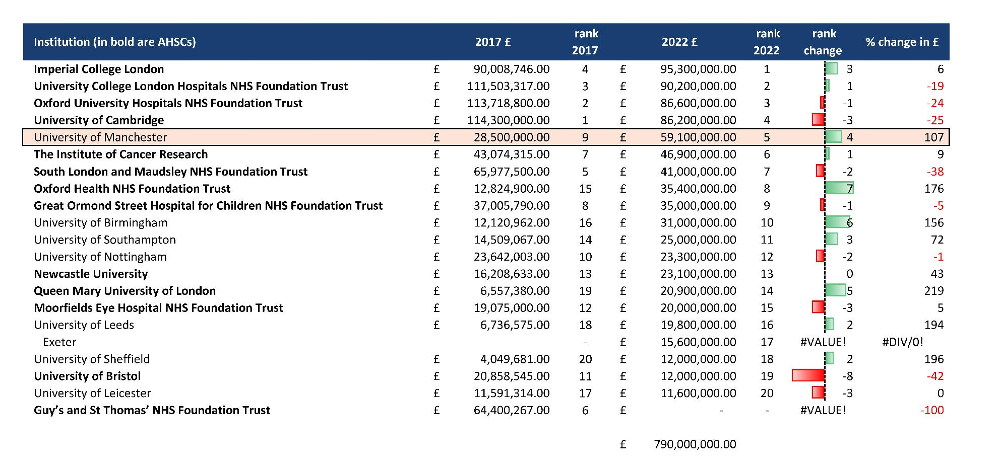 Institution (in bold are AHSCs) 2017 £ rank 2017 2022 £ rank 2022 rank change % change in £
Imperial College London £ 90,008,746.00 4 £ 95,300,000.00 1 3 6
University College London Hospitals NHS Foundation Trust £ 111,503,317.00 3 £ 90,200,000.00 2 1 -19
Oxford University Hospitals NHS Foundation Trust £ 113,718,800.00 2 £ 86,600,000.00 3 -1 -24
University of Cambridge £ 114,300,000.00 1 £ 86,200,000.00 4 -3 -25
University of Manchester £ 28,500,000.00 9 £ 59,100,000.00 5 4 107
The Institute of Cancer Research £ 43,074,315.00 7 £ 46,900,000.00 6 1 9
South London and Maudsley NHS Foundation Trust £ 65,977,500.00 5 £ 41,000,000.00 7 -2 -38
Oxford Health NHS Foundation Trust £ 12,824,900.00 15 £ 35,400,000.00 8 7 176
Great Ormond Street Hospital for Children NHS Foundation Trust £ 37,005,790.00 8 £ 35,000,000.00 9 -1 -5
University of Birmingham £ 12,120,962.00 16 £ 31,000,000.00 10 6 156
University of Southampton £ 14,509,067.00 14 £ 25,000,000.00 11 3 72
University of Nottingham £ 23,642,003.00 10 £ 23,300,000.00 12 -2 -1
Newcastle University £ 16,208,633.00 13 £ 23,100,000.00 13 0 43
Queen Mary University of London £ 6,557,380.00 19 £ 20,900,000.00 14 5 219
Moorfields Eye Hospital NHS Foundation Trust £ 19,075,000.00 12 £ 20,000,000.00 15 -3 5
University of Leeds £ 6,736,575.00 18 £ 19,800,000.00 16 2 194
Exeter - £ 15,600,000.00 17 #VALUE! #DIV/0!
University of Sheffield £ 4,049,681.00 20 £ 12,000,000.00 18 2 196
University of Bristol £ 20,858,545.00 11 £ 12,000,000.00 19 -8 -42
University of Leicester £ 11,591,314.00 17 £ 11,600,000.00 20 -3 0
Guy’s and St Thomas’ NHS Foundation Trust £ 64,400,267.00 6 £ - - #VALUE! -100
£ 790,000,000.00